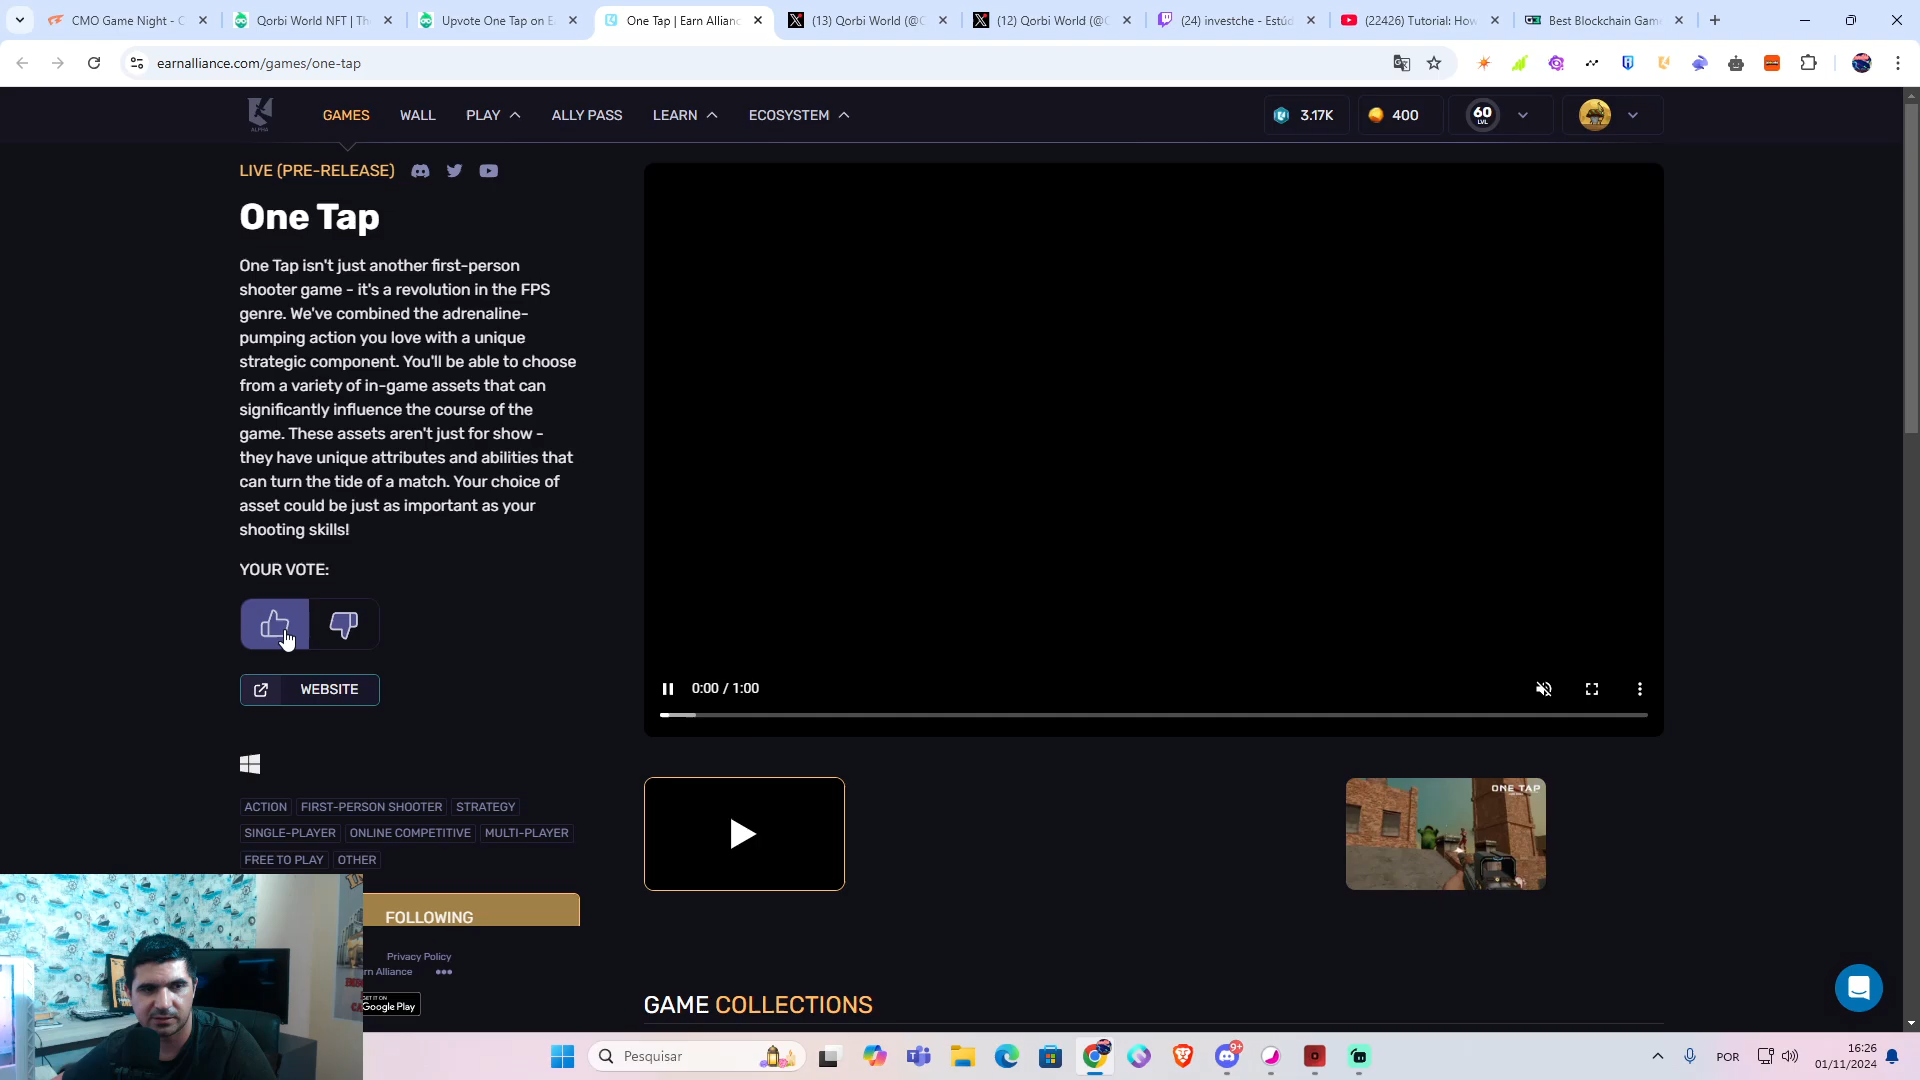 CMO Game Night - C
Qorbi World NFT | Th
Upvote One Tap on E
One Tap | Earn Allianc
(13) Qorbi World (@C
(12) Qorbi World (@C
(24) investche - Estúd
(22426) Tutorial: How
Best Blockchain Gam
earnalliance.com/games/one-tap
ALPHA
GAMES
WALL
PLAY
ALLY PASS
LEARN
ECOSYSTEM
3.17K
400
60
LVL
LIVE (PRE-RELEASE)
One Tap
One Tap isn't just another first-person
shooter game - it's a revolution in the FPS
genre. We've combined the adrenaline-
pumping action you love with a unique
strategic component. You'll be able to choose
from a variety of in-game assets that can
significantly influence the course of the
game. These assets aren't just for show -
they have unique attributes and abilities that
can turn the tide of a match. Your choice of
asset could be just as important as your
shooting skills!
YOUR VOTE:
WEBSITE
0:00 / 1:00
ONE TAP
ACTION
FIRST-PERSON SHOOTER
STRATEGY
SINGLE-PLAYER
ONLINE COMPETITIVE
MULTI-PLAYER
FREE TO PLAY
OTHER
FOLLOWING
Privacy Policy
rn Alliance
GET IT ON
Google Play
GAME COLLECTIONS
Pesquisar
9+
POR
16:26
01/11/2024